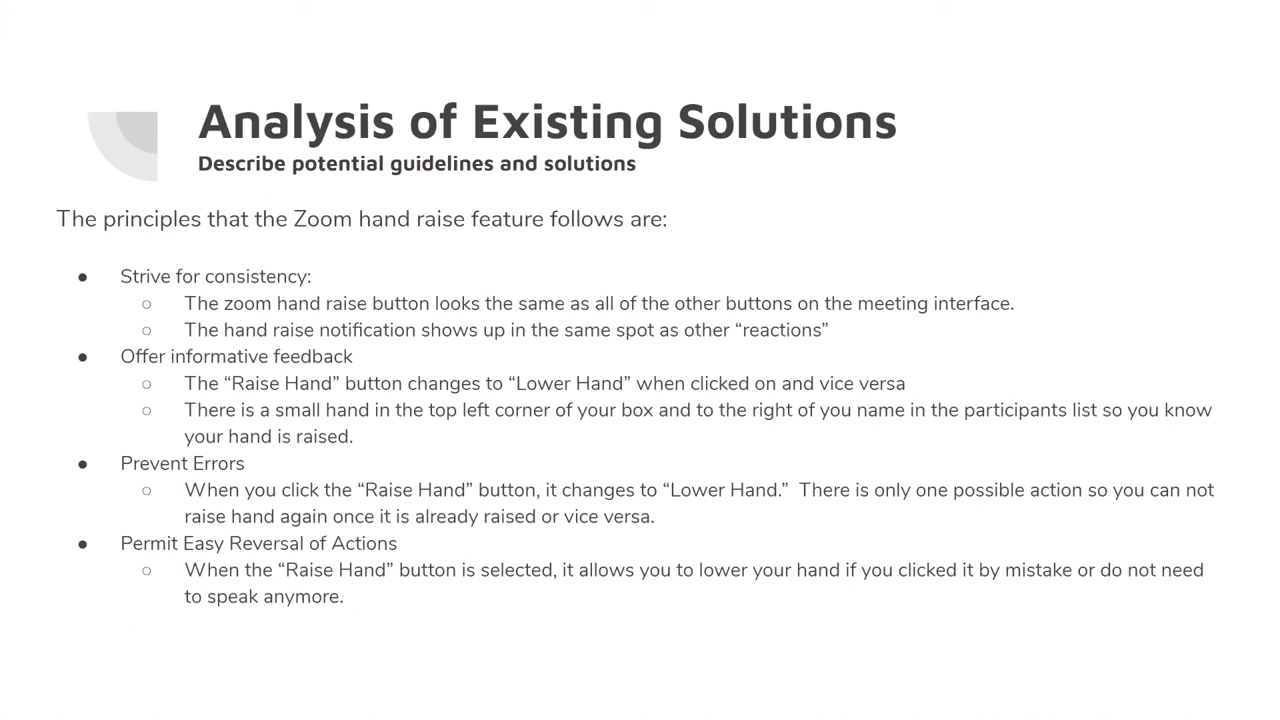 Analysis of Existing Solutions
Describe potential guidelines and solutions
The principles that the Zoom hand raise feature follows are:
● Strive for consistency:
○ The zoom hand raise button looks the same as all of the other buttons on the meeting interface.
○ The hand raise notification shows up in the same spot as other “reactions”
● Offer informative feedback
○ The “Raise Hand” button changes to “Lower Hand” when clicked on and vice versa
○ There is a small hand in the top left corner of your box and to the right of you name in the participants list so you know
your hand is raised.
● Prevent Errors
○ When you click the “Raise Hand” button, it changes to “Lower Hand.”  There is only one possible action so you can not
raise hand again once it is already raised or vice versa.
● Permit Easy Reversal of Actions
○ When the “Raise Hand” button is selected, it allows you to lower your hand if you clicked it by mistake or do not need
to speak anymore.